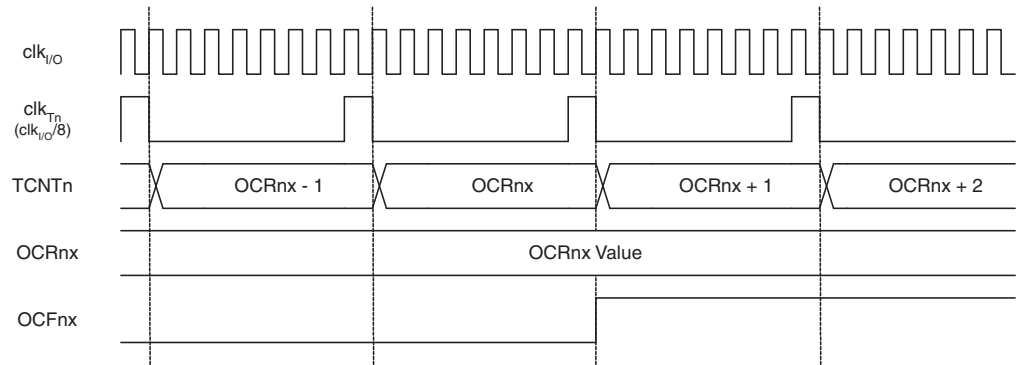 clkI/O
clkTn
(clkI/O/8)
TCNTn OCRnx - 1 OCRnx OCRnx + 1 OCRnx + 2
OCRnx OCRnx Value
OCFnx